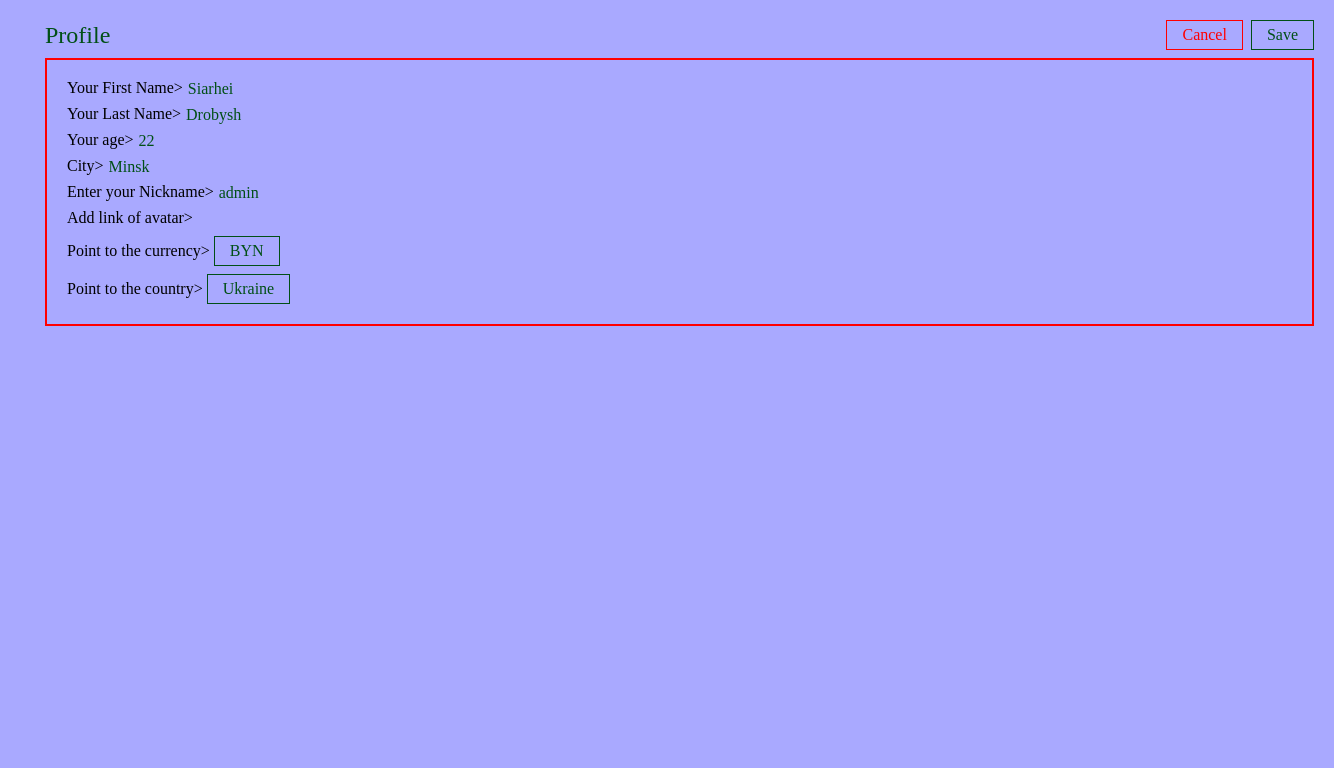 Profile
Cancel
Save
Your First Name> Siarhei
Your Last Name> Drobysh
Your age> 22
City> Minsk
Enter your Nickname> admin
Add link of avatar>
Point to the currency> BYN
Point to the country> Ukraine